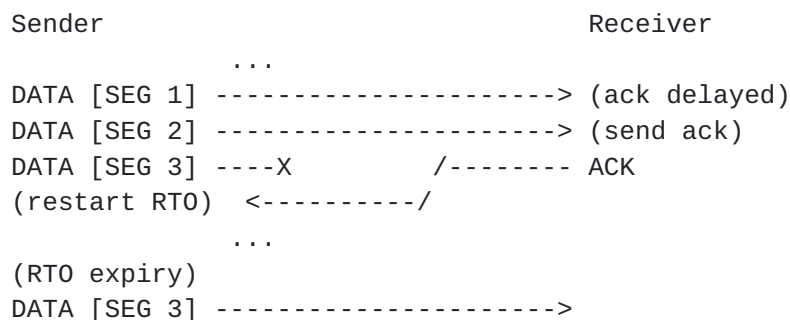 Sender                               Receiver
              ...
DATA [SEG 1] ----------------------> (ack delayed)
DATA [SEG 2] ----------------------> (send ack)
DATA [SEG 3] ----X         /-------- ACK
(restart RTO)  <----------/
              ...
(RTO expiry)
DATA [SEG 3] ---------------------->